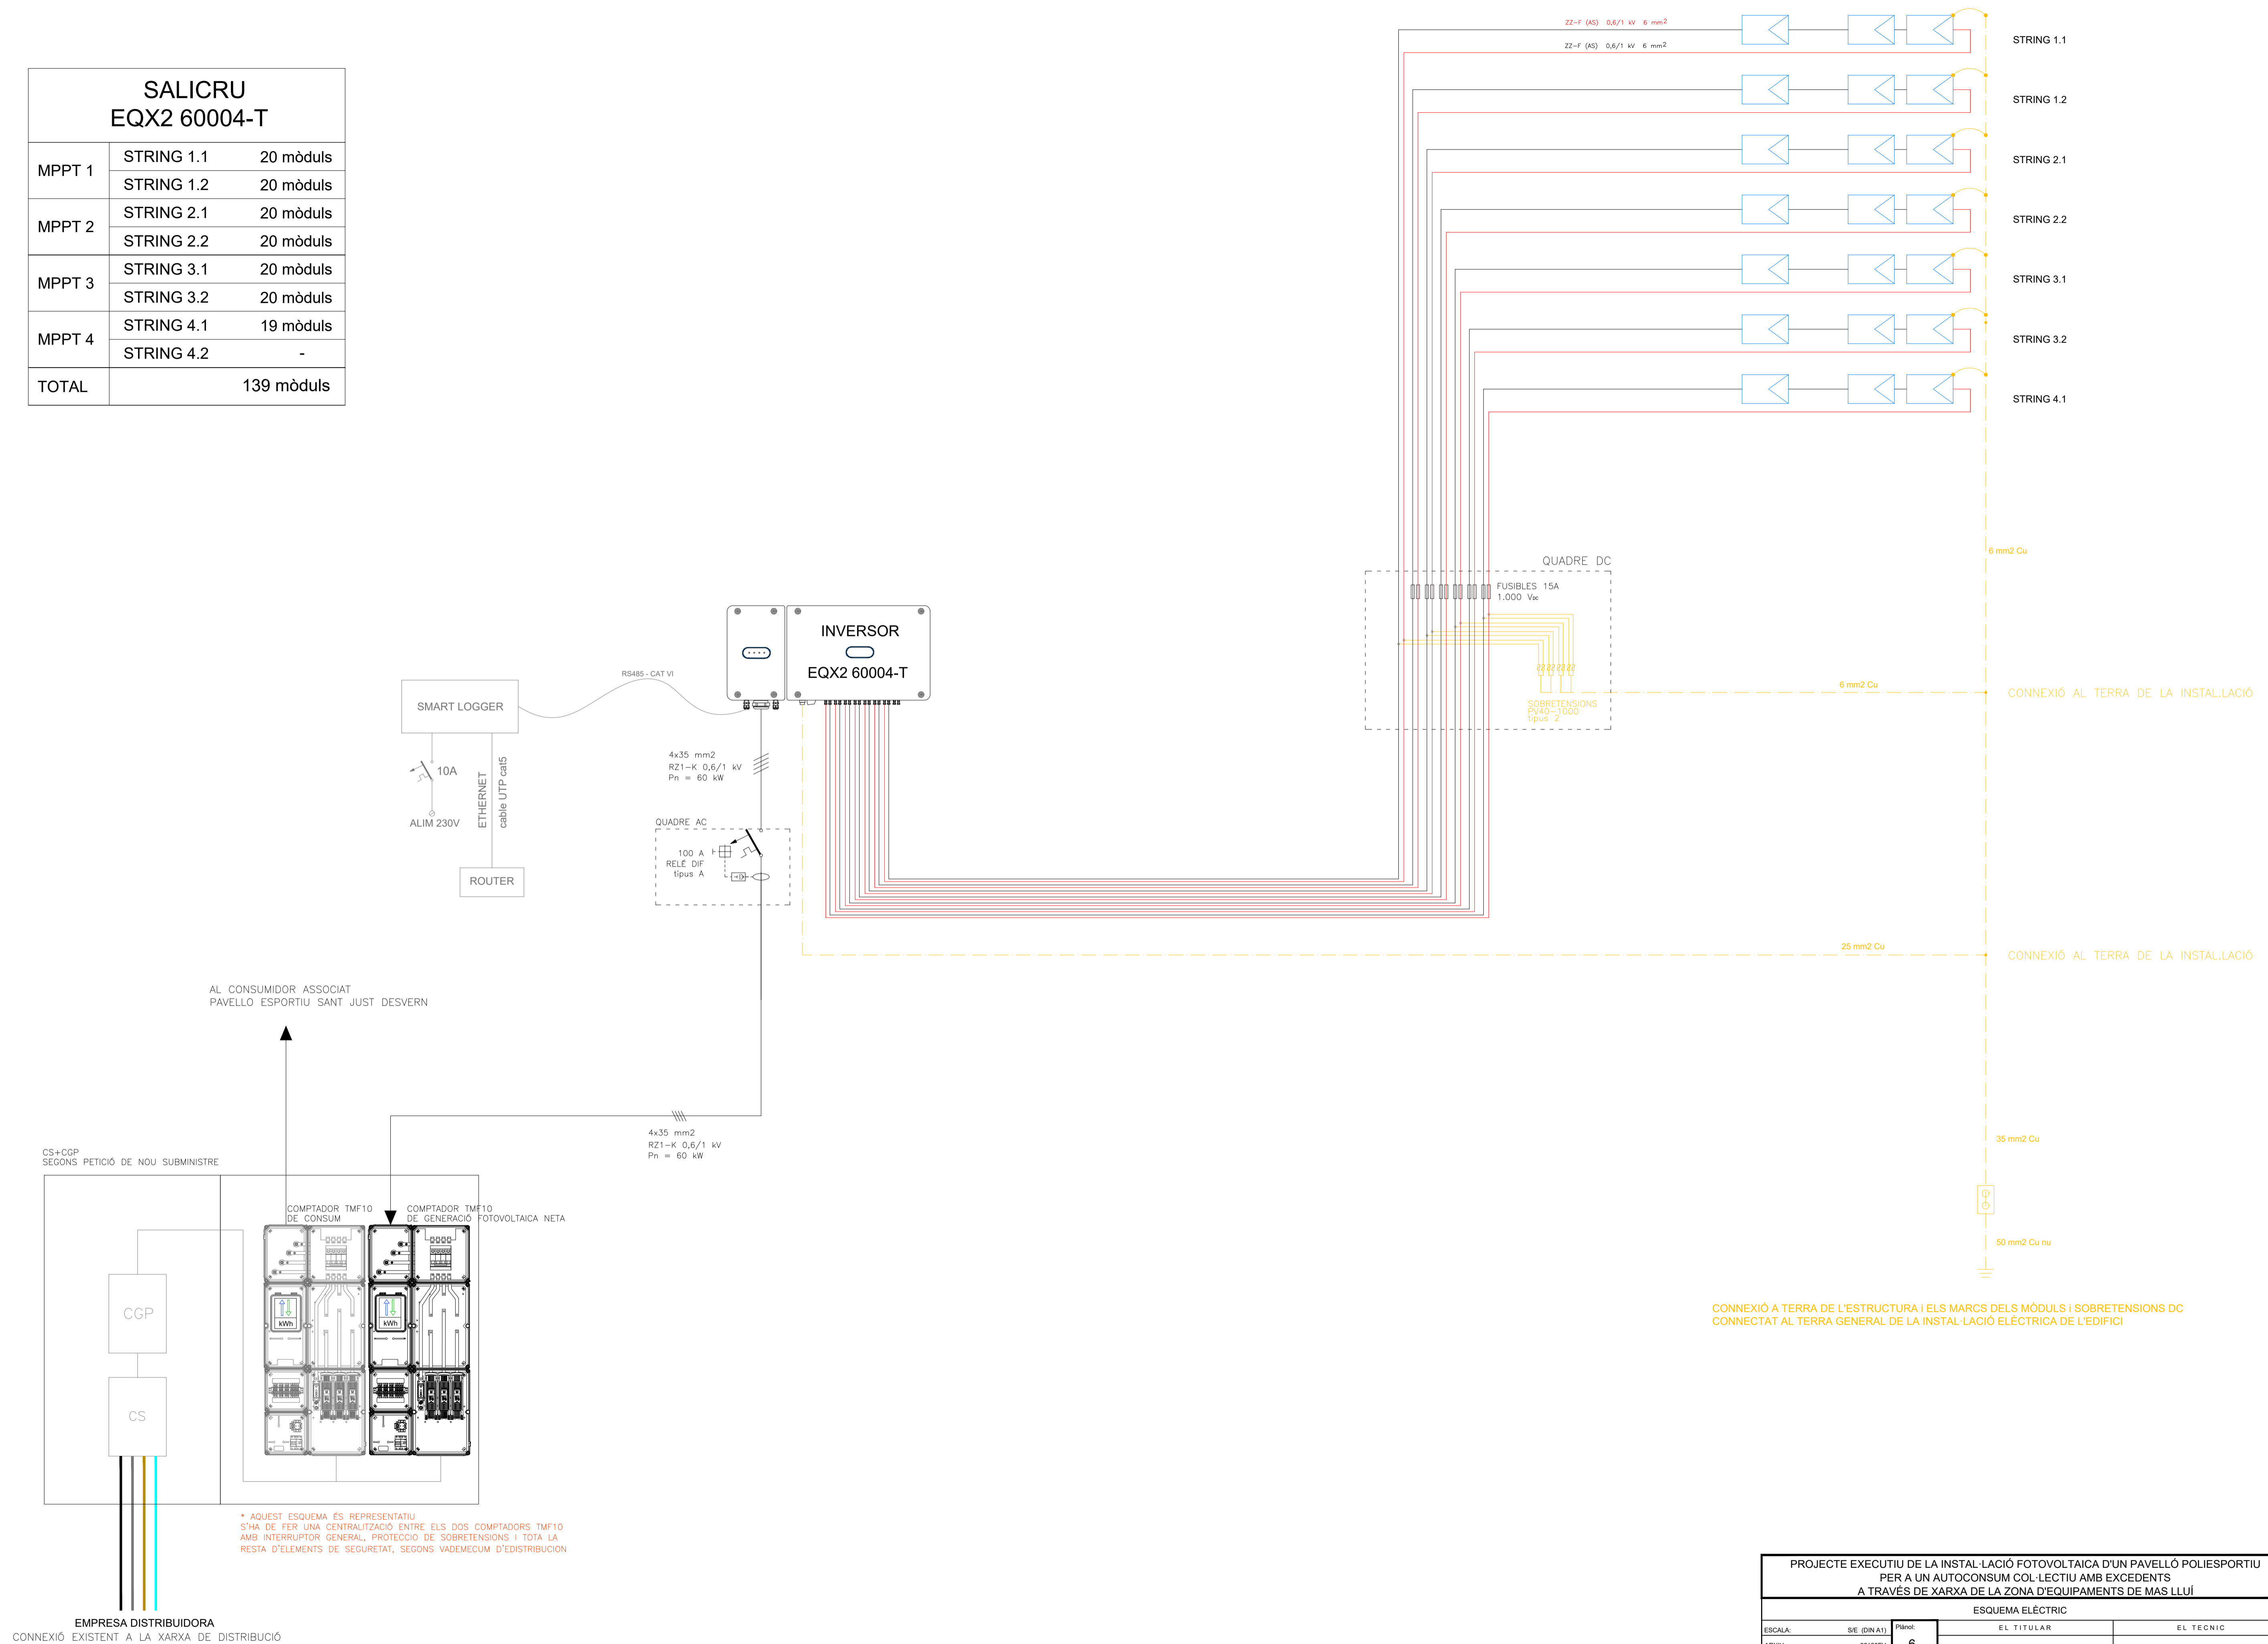 SALICRU
EQX2 60004-T
MPPT 1
STRING 1.1 20 mòduls
STRING 1.2 20 mòduls
MPPT 2
STRING 2.1 20 mòduls
STRING 2.2 20 mòduls
MPPT 3
STRING 3.1 20 mòduls
STRING 3.2 20 mòduls
MPPT 4
STRING 4.1 19 mòduls
STRING 4.2 -
TOTAL 139 mòduls
ZZ-F (AS) 0,6/1 kV 6 mm2
ZZ-F (AS) 0,6/1 kV 6 mm2
STRING 1.1
STRING 1.2
STRING 2.1
STRING 2.2
STRING 3.1
STRING 3.2
STRING 4.1
6 mm2 Cu
QUADRE DC
FUSIBLES 15A
1.000 VDC
SOBRETENSIONS
PV40-1000
tipus 2
6 mm2 Cu
CONNEXIÓ AL TERRA DE LA INSTAL.LACIÓ
INVERSOR
EQX2 60004-T
RS485 - CAT VI
SMART LOGGER
10A
ALIM 230V
ETHERNET
cable UTP cat5
ROUTER
4x35 mm2
RZ1-K 0,6/1 kV
Pn = 60 kW
QUADRE AC
100 A
RELÉ DIF
tipus A
25 mm2 Cu
CONNEXIÓ AL TERRA DE LA INSTAL.LACIÓ
AL CONSUMIDOR ASSOCIAT
PAVELLO ESPORTIU SANT JUST DESVERN
4x35 mm2
RZ1-K 0,6/1 kV
Pn = 60 kW
35 mm2 Cu
50 mm2 Cu nu
CS+CGP
SEGONS PETICIÓ DE NOU SUBMINISTRE
COMPTADOR TMF10
DE CONSUM
COMPTADOR TMF10
DE GENERACIÓ FOTOVOLTAICA NETA
kWh
kWh
CGP
CS
CONNEXIÓ A TERRA DE L'ESTRUCTURA i ELS MARCS DELS MÒDULS i SOBRETENSIONS DC
CONNECTAT AL TERRA GENERAL DE LA INSTAL·LACIÓ ELÈCTRICA DE L'EDIFICI
* AQUEST ESQUEMA ÉS REPRESENTATIU
S'HA DE FER UNA CENTRALITZACIÓ ENTRE ELS DOS COMPTADORS TMF10
AMB INTERRUPTOR GENERAL, PROTECCIO DE SOBRETENSIONS I TOTA LA
RESTA D'ELEMENTS DE SEGURETAT, SEGONS VADEMECUM D'EDISTRIBUCION
EMPRESA DISTRIBUIDORA
CONNEXIÓ EXISTENT A LA XARXA DE DISTRIBUCIÓ
PROJECTE EXECUTIU DE LA INSTAL·LACIÓ FOTOVOLTAICA D'UN PAVELLÓ POLIESPORTIU
PER A UN AUTOCONSUM COL·LECTIU AMB EXCEDENTS
A TRAVÉS DE XARXA DE LA ZONA D'EQUIPAMENTS DE MAS LLUÍ
ESQUEMA ELÈCTRIC
ESCALA: S/E (DIN A1)
Plànol:
EL TITULAR
EL TECNIC